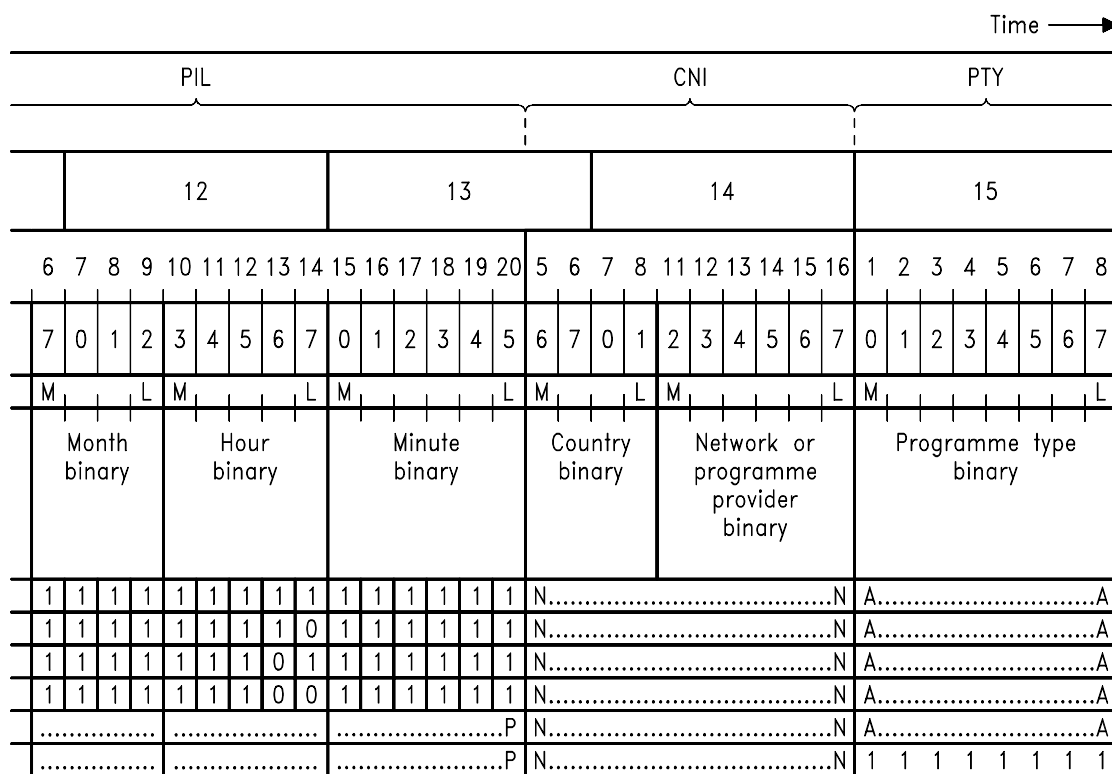 Time
PIL CNI PTY
12 13 14 15
6 7 8 9 10 11 12 13 14 15 16 17 18 19 20 5 6 7 8 11 12 13 14 15 16 1 2 3 4 5 6 7 8
7 0 1 2 3 4 5 6 7 0 1 2 3 4 5 6 7 0 1 2 3 4 5 6 7 0 1 2 3 4 5 6 7
M L M L M L M L M L M L
Month Hour Minute Country Network or Programme type
binary binary binary binary programme binary
provider
binary
1 1 1 1 1 1 1 1 1 1 1 1 1 1 1 N..............................N A......................A
1 1 1 1 1 1 1 1 0 1 1 1 1 1 1 N..............................N A......................A
1 1 1 1 1 1 1 0 1 1 1 1 1 1 1 N..............................N A......................A
1 1 1 1 1 1 1 0 0 1 1 1 1 1 1 N..............................N A......................A
................ ................... ......................P N..............................N A......................A
................ ................... ......................P N..............................N 1 1 1 1 1 1 1 1